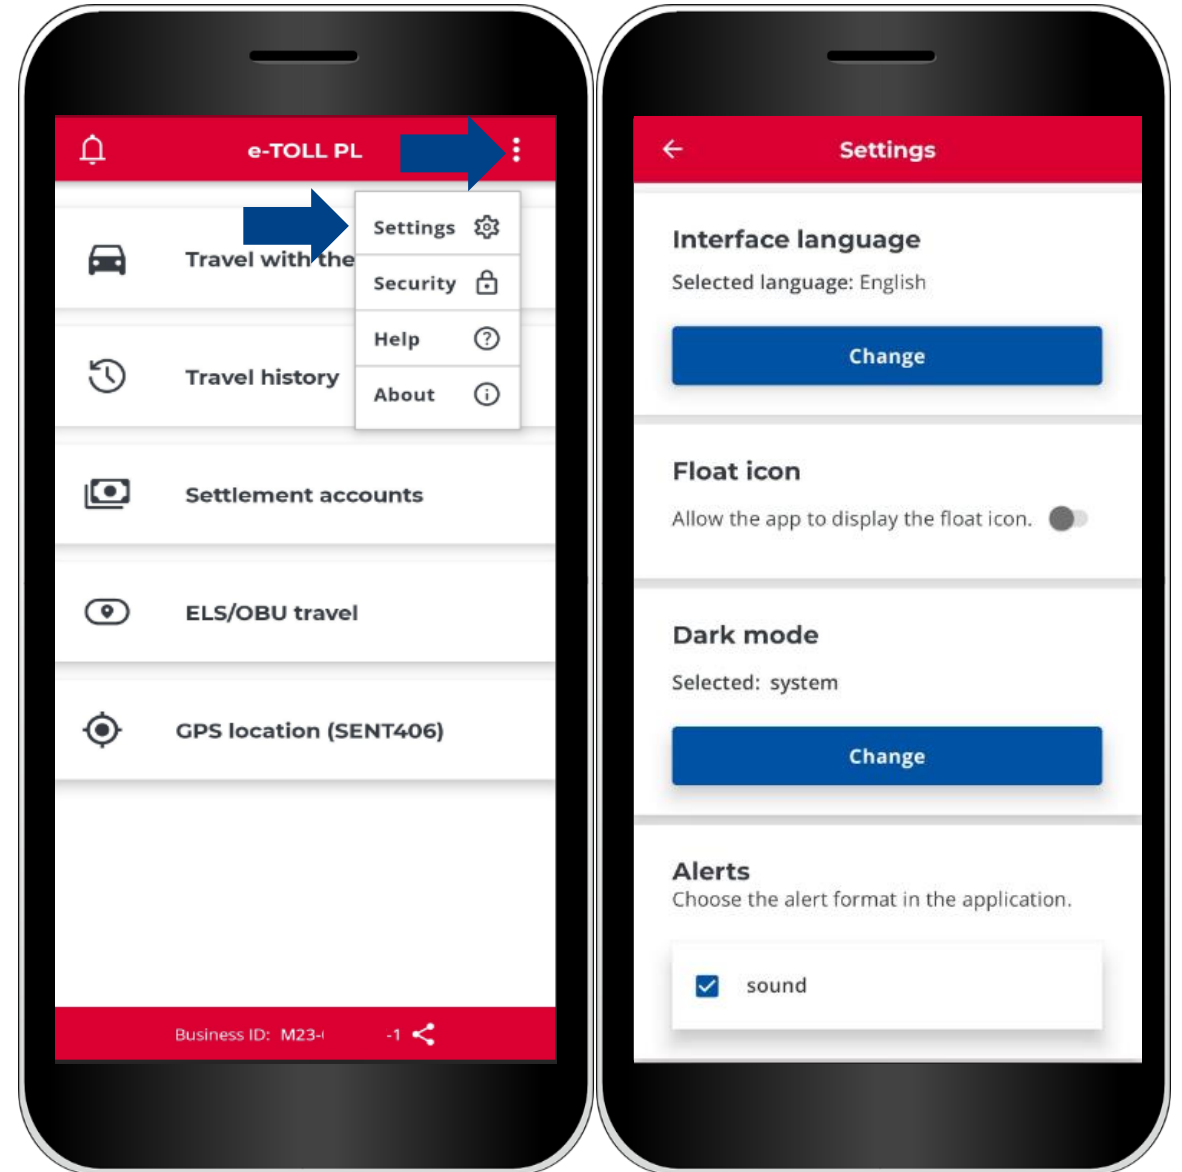 e-TOLL PL
Settings
Travel with the
Security
Help
Travel history
About
Settlement accounts
ELS/OBU travel
GPS location (SENT406)
Business ID: M23- -1
Settings
Interface language
Selected language: English
Change
Float icon
Allow the app to display the float icon.
Dark mode
Selected: system
Change
Alerts
Choose the alert format in the application.
sound